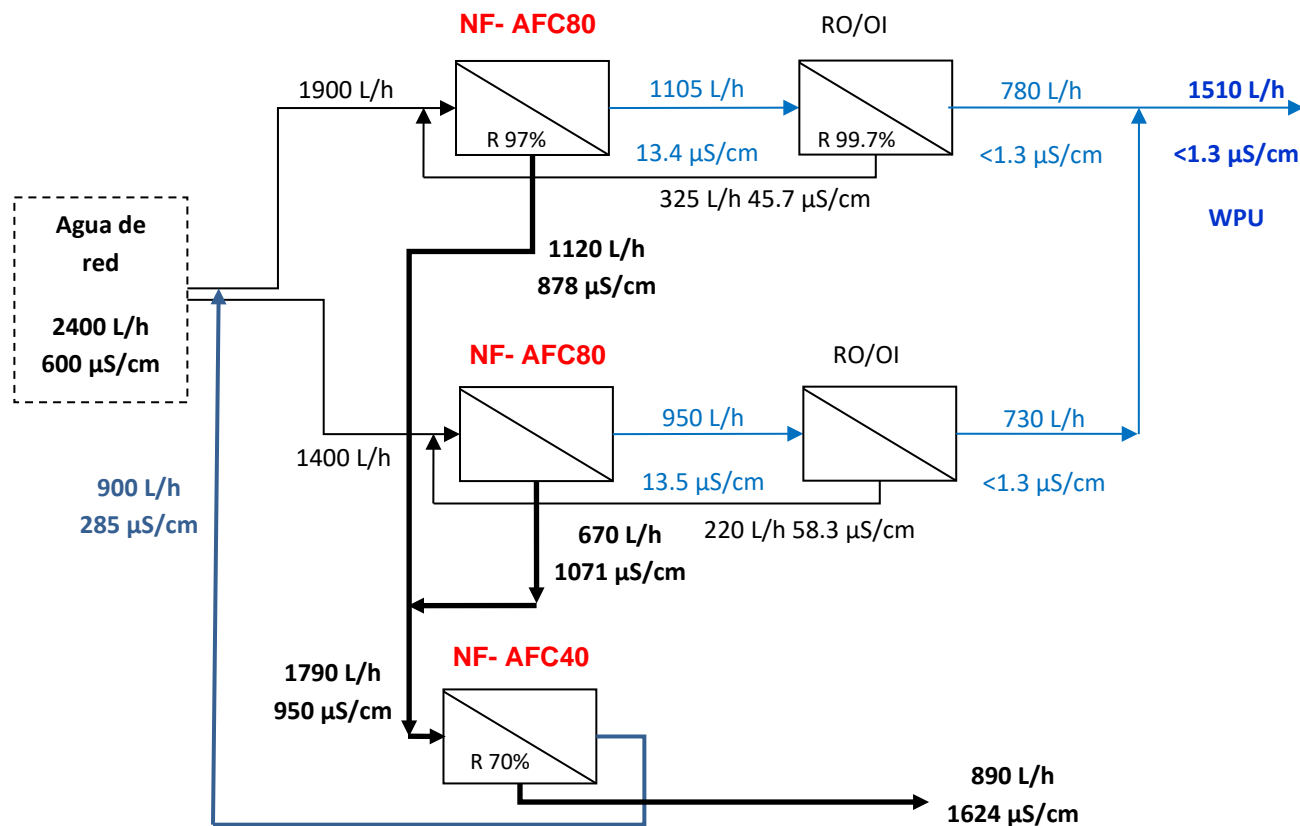 NF- AFC80
RO/OI
1900 L/h
R 97%
1105 L/h
13.4 µS/cm
R 99.7%
780 L/h
<1.3 µS/cm
1510 L/h
<1.3 µS/cm
WPU
325 L/h 45.7 µS/cm
Agua de
red
2400 L/h
600 µS/cm
1120 L/h
878 µS/cm
NF- AFC80
RO/OI
1400 L/h
950 L/h
13.5 µS/cm
730 L/h
<1.3 µS/cm
220 L/h 58.3 µS/cm
900 L/h
285 µS/cm
670 L/h
1071 µS/cm
NF- AFC40
1790 L/h
950 µS/cm
R 70%
890 L/h
1624 µS/cm